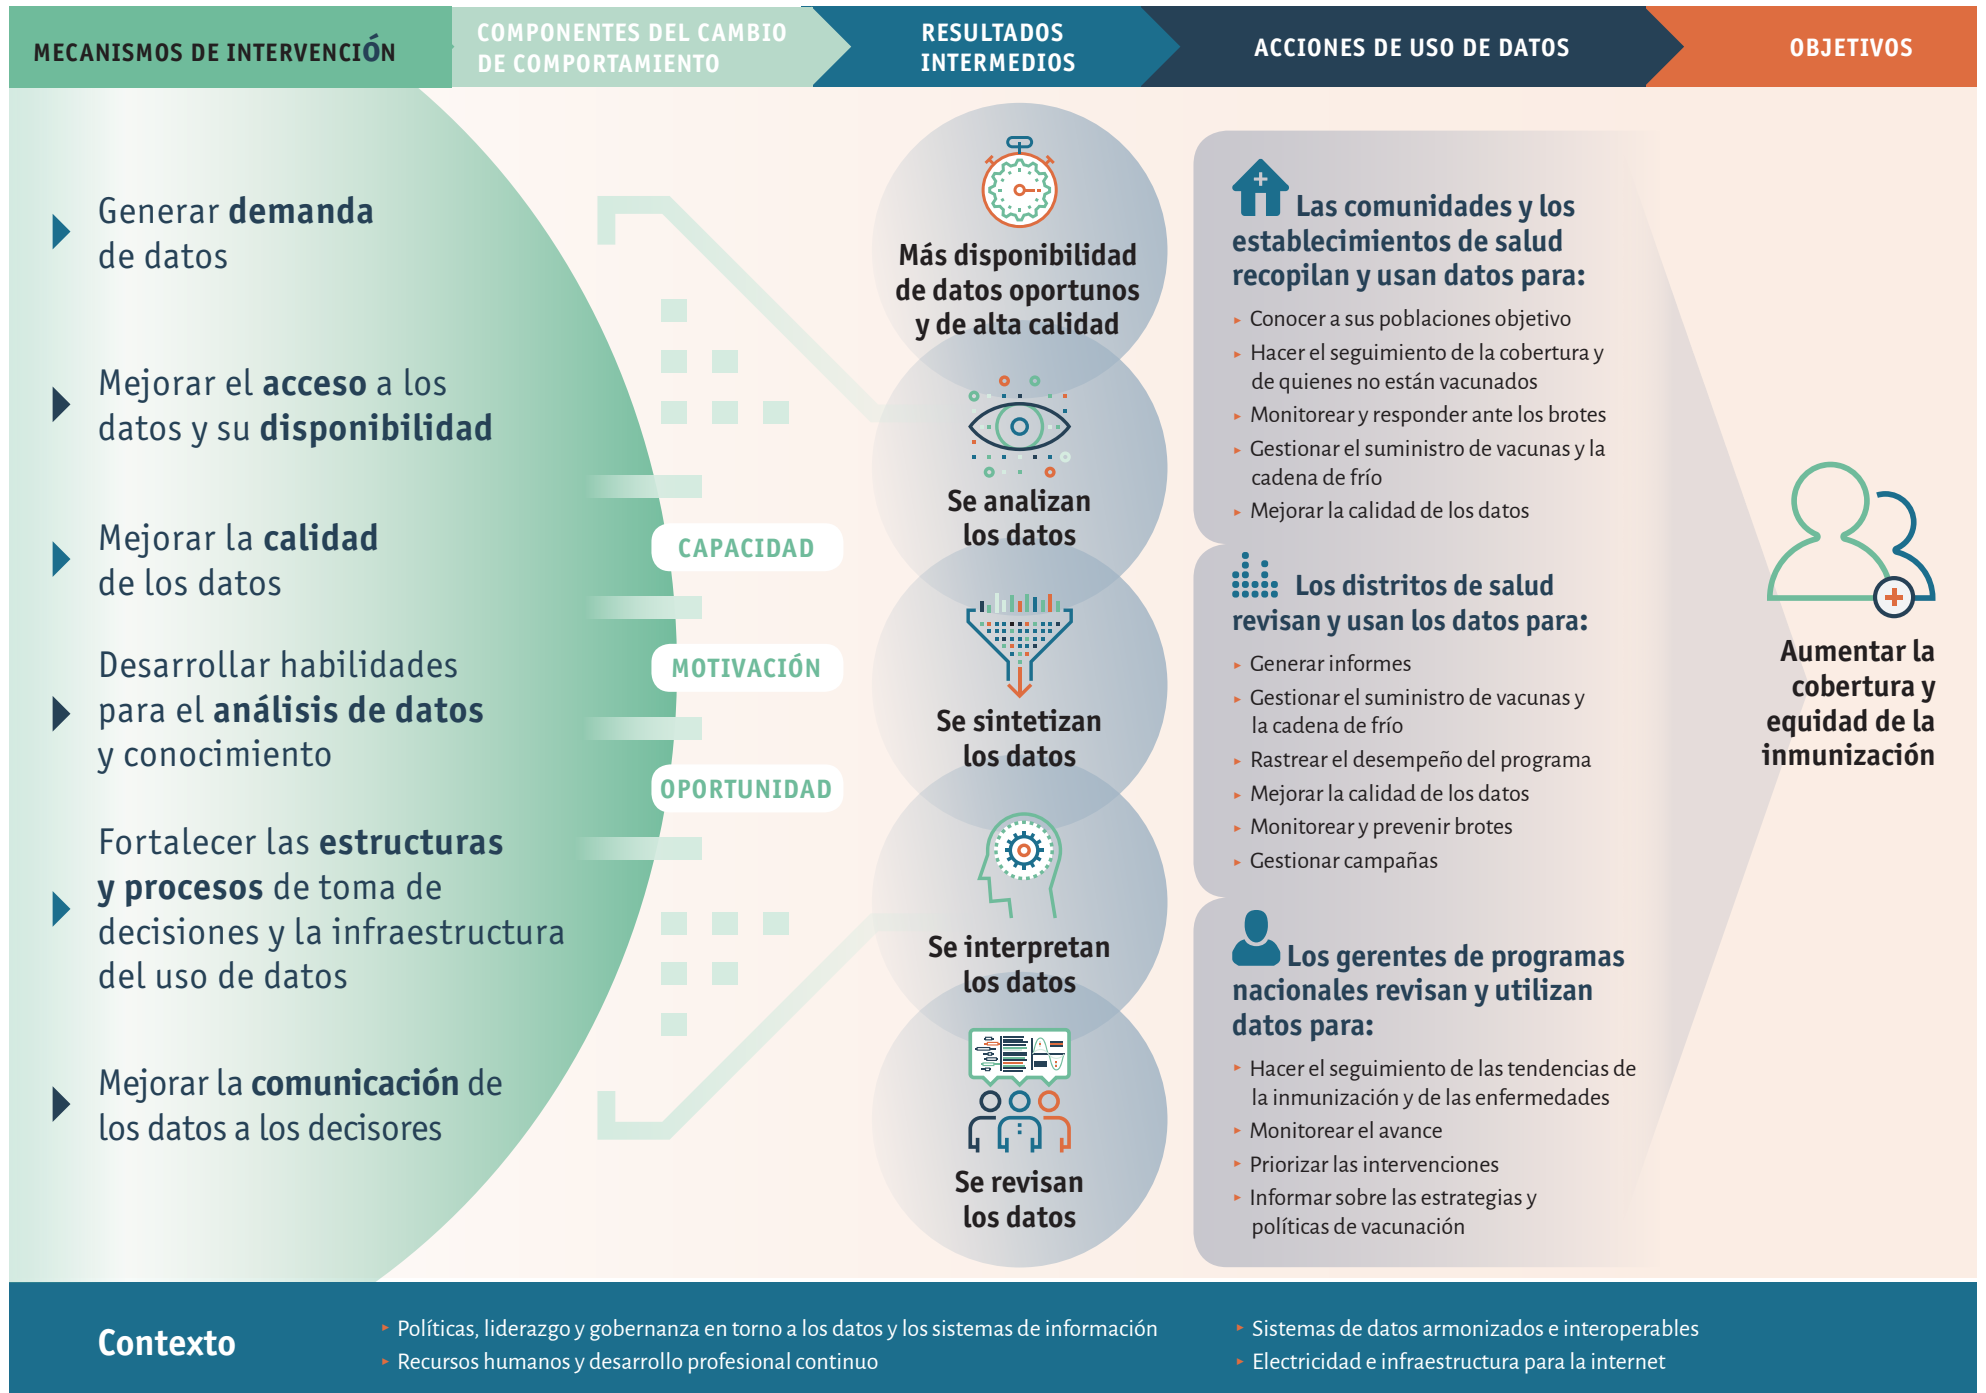 MECANISMOS DE INTERVENCIÓN
COMPONENTES DEL CAMBIO
DE COMPORTAMIENTO
RESULTADOS
INTERMEDIOS
ACCIONES DE USO DE DATOS
OBJETIVOS
Generar demanda
de datos
Mejorar el acceso a los
datos y su disponibilidad
Mejorar la calidad
de los datos
Desarrollar habilidades
para el análisis de datos
y conocimiento
Fortalecer las estructuras
y procesos de toma de
decisiones y la infraestructura
del uso de datos
Mejorar la comunicación de
los datos a los decisores
CAPACIDAD
MOTIVACIÓN
OPORTUNIDAD
Más disponibilidad
de datos oportunos
y de alta calidad
Se analizan
los datos
Se sintetizan
los datos
Se interpretan
los datos
Se revisan
los datos
Las comunidades y los
establecimientos de salud
recopilan y usan datos para:
Conocer a sus poblaciones objetivo
Hacer el seguimiento de la cobertura y
de quienes no están vacunados
Monitorear y responder ante los brotes
Gestionar el suministro de vacunas y la
cadena de frío
Mejorar la calidad de los datos
Los distritos de salud
revisan y usan los datos para:
Generar informes
Gestionar el suministro de vacunas y
la cadena de frío
Rastrear el desempeño del programa
Mejorar la calidad de los datos
Monitorear y prevenir brotes
Gestionar campañas
Los gerentes de programas
nacionales revisan y utilizan
datos para:
Hacer el seguimiento de las tendencias de
la inmunización y de las enfermedades
Monitorear el avance
Priorizar las intervenciones
Informar sobre las estrategias y
políticas de vacunación
Aumentar la
cobertura y
equidad de la
inmunización
Contexto
Políticas, liderazgo y gobernanza en torno a los datos y los sistemas de información
Recursos humanos y desarrollo profesional continuo
Sistemas de datos armonizados e interoperables
Electricidad e infraestructura para la internet